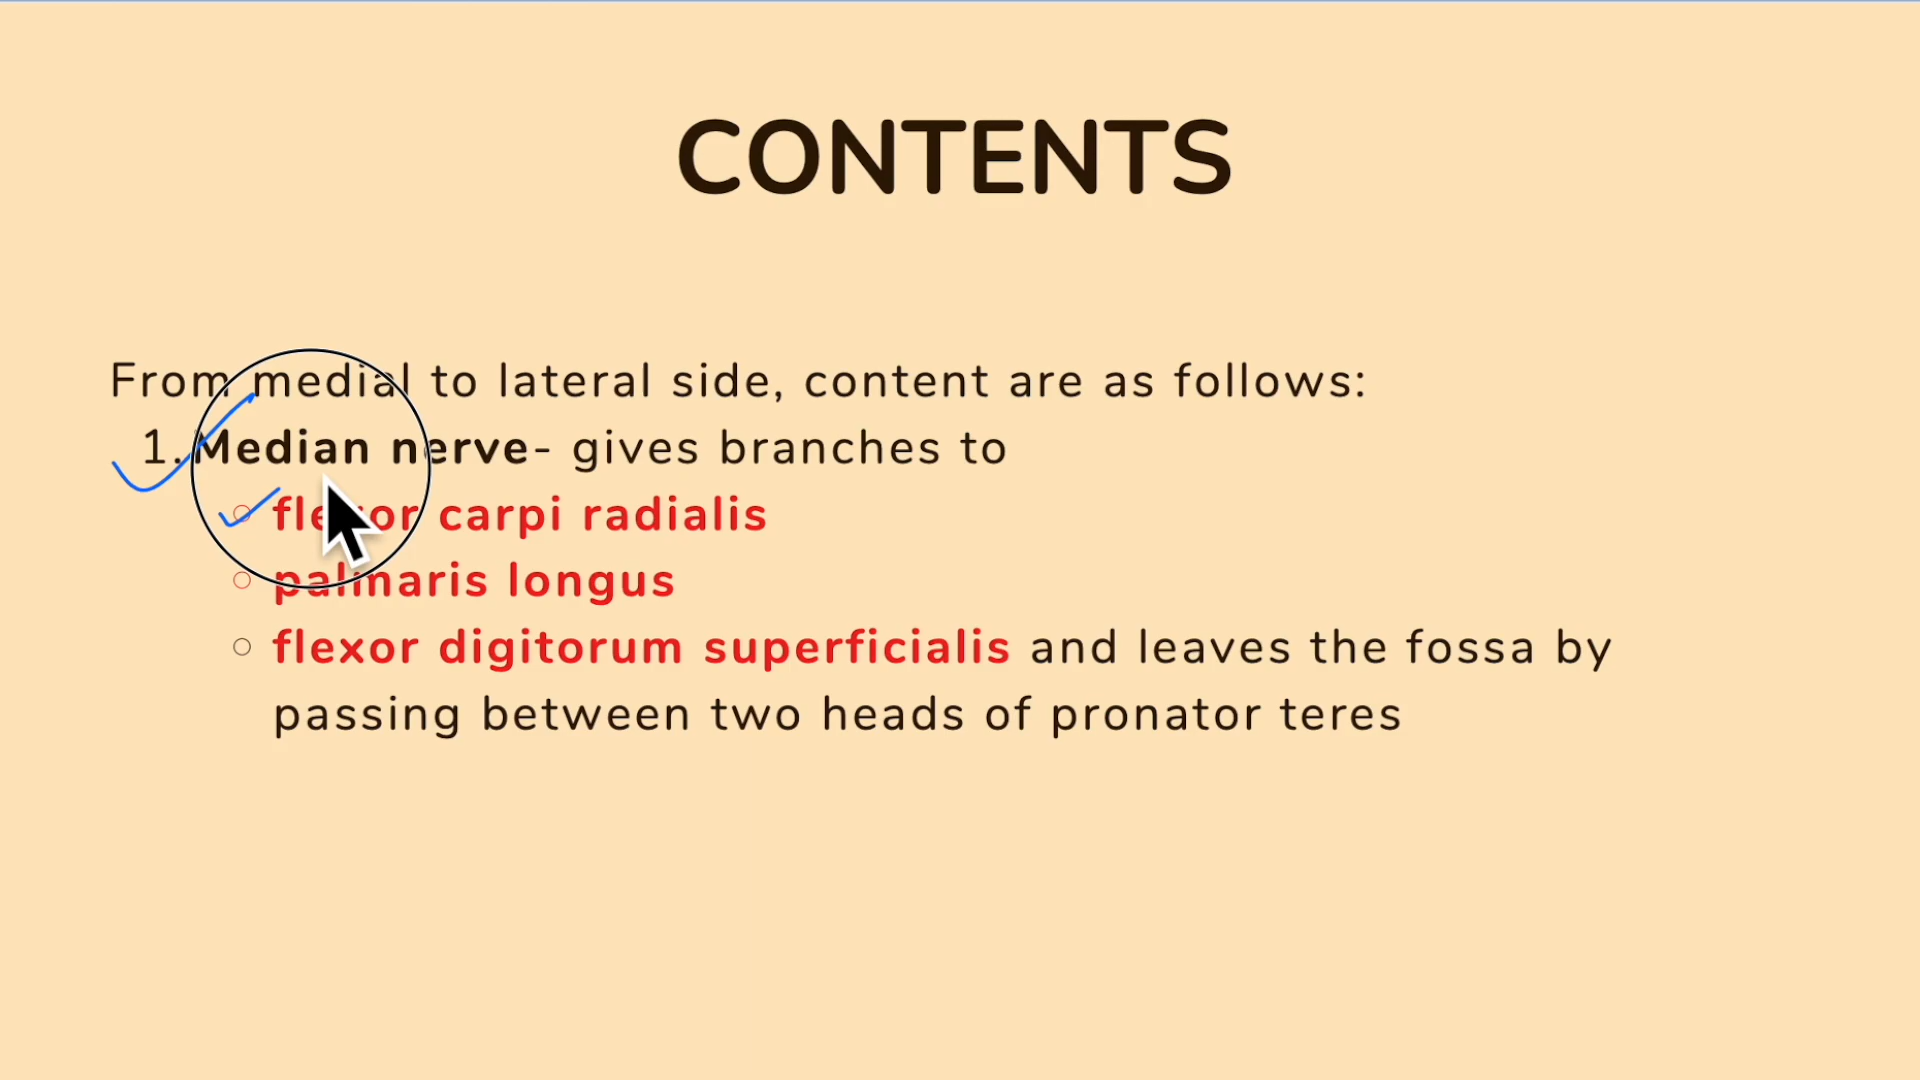 CONTENTS
From medial to lateral side, content are as follows:
1. Median nerve- gives branches to
flexor carpi radialis
palmaris longus
flexor digitorum superficialis and leaves the fossa by
passing between two heads of pronator teres